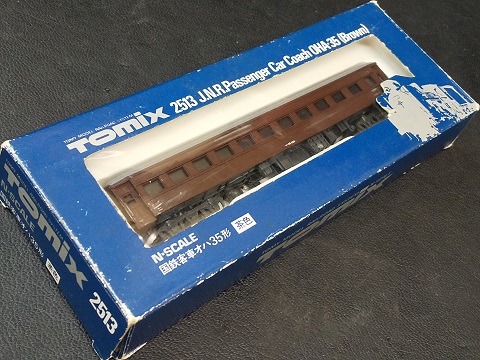 2513 J.N.R. Passenger Car Coach OHA-35 (Brown)
TOMIX
N-SCALE
国鉄客車オハ35形 茶色
TOMIX
2513
TOMIX